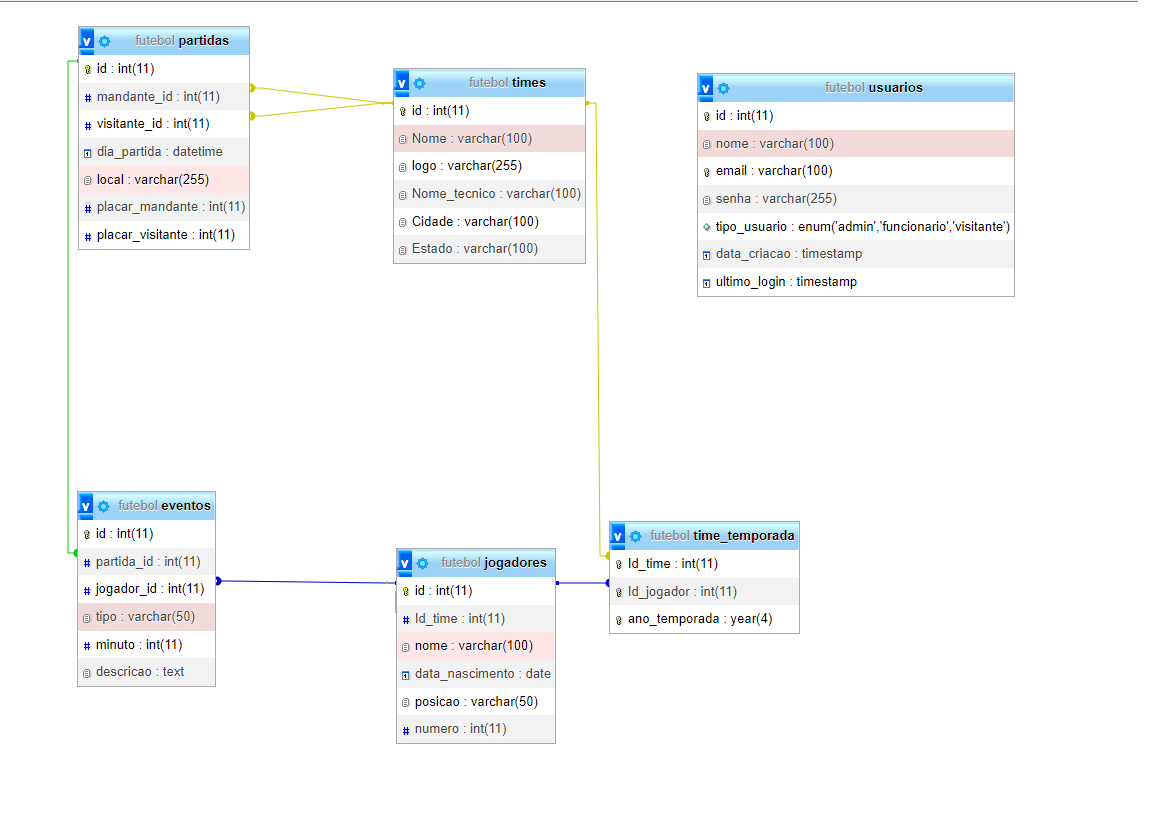 v futebol partidas
id : int(11)
mandante_id : int(11)
visitante_id : int(11)
dia_partida : datetime
local : varchar(255)
placar_mandante : int(11)
placar_visitante : int(11)
v futebol times
id : int(11)
Nome : varchar(100)
logo : varchar(255)
Nome_tecnico : varchar(100)
Cidade : varchar(100)
Estado : varchar(100)
v futebol usuarios
id : int(11)
nome : varchar(100)
email : varchar(100)
senha : varchar(255)
tipo_usuario : enum('admin','funcionario','visitante')
data_criacao : timestamp
ultimo_login : timestamp
v futebol eventos
id : int(11)
partida_id : int(11)
jogador_id : int(11)
tipo : varchar(50)
minuto : int(11)
descricao : text
v futebol jogadores
id : int(11)
Id_time : int(11)
nome : varchar(100)
data_nascimento : date
posicao : varchar(50)
numero : int(11)
v futebol time_temporada
Id_time : int(11)
Id_jogador : int(11)
ano_temporada : year(4)